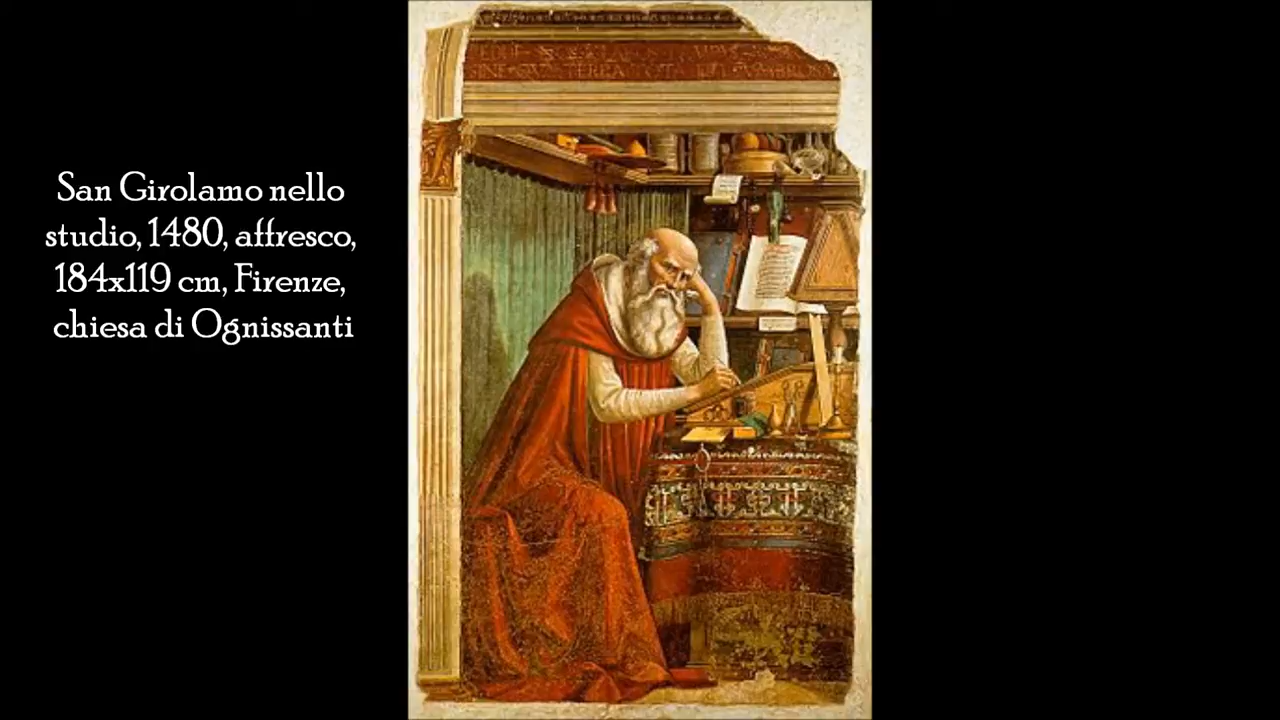 San Girolamo nello
studio, 1480, affresco,
184x119 cm, Firenze,
chiesa di Ognissanti